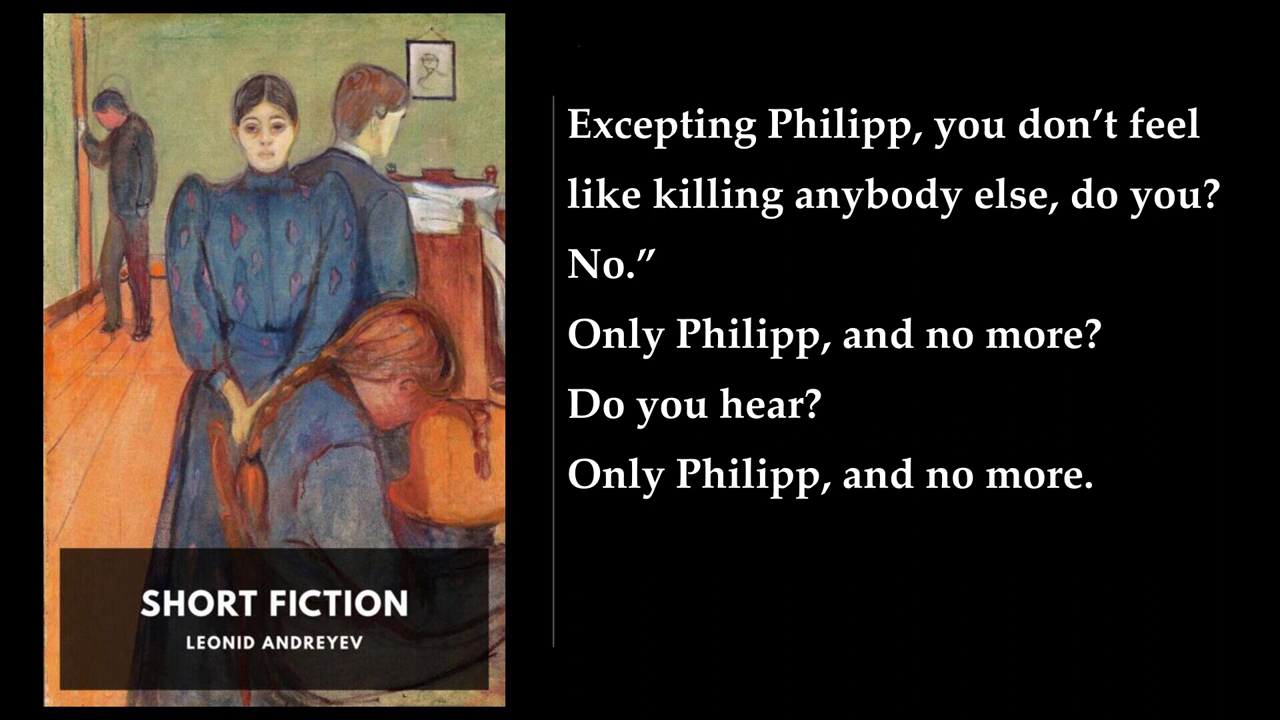 SHORT FICTION
LEONID ANDREYEV
Excepting Philipp, you don’t feel
like killing anybody else, do you?
No.”
Only Philipp, and no more?
Do you hear?
Only Philipp, and no more.